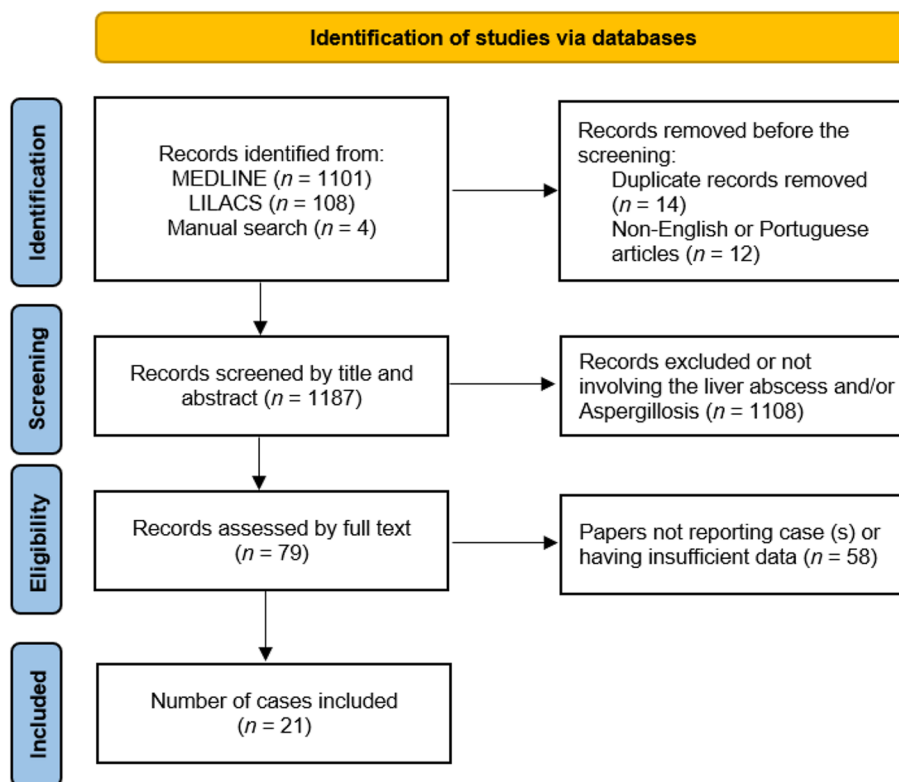 Identification of studies via databases
Identification
Records identified from:
MEDLINE (n = 1101)
LILACS (n = 108)
Manual search (n = 4)
Records removed before the
screening:
Duplicate records removed
(n = 14)
Non-English or Portuguese
articles (n = 12)
Screening
Records screened by title and
abstract (n = 1187)
Records excluded or not
involving the liver abscess and/or
Aspergillosis (n = 1108)
Eligibility
Records assessed by full text
(n = 79)
Papers not reporting case (s) or
having insufficient data (n = 58)
Included
Number of cases included
(n = 21)